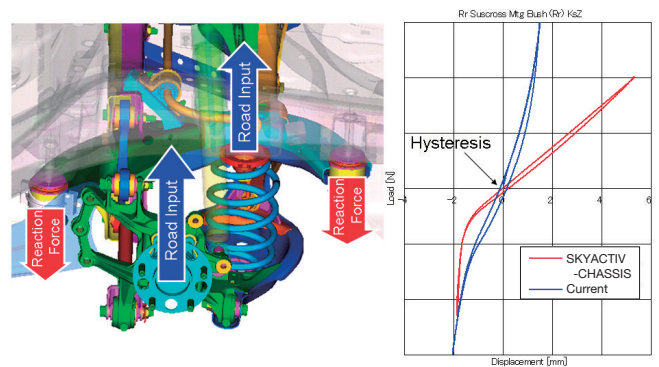 Road Input
Road Input
Reaction
Force
Reaction
Force
Rr Suscross Mtg Bush (Rr) KsZ
Load [N]
Hysteresis
-4
-2
0
2
4
6
SKYACTIV
-CHASSIS
Current
Displacement [mm]